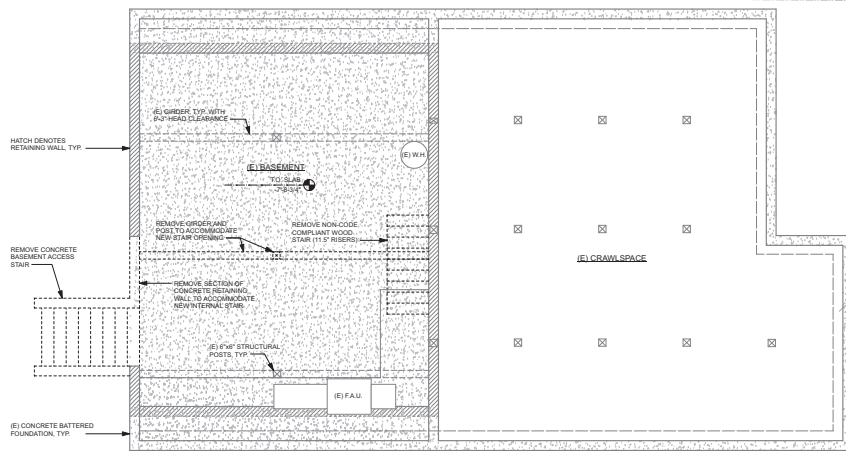 (E) GIRDER, TYP. WITH
6'-3" HEAD CLEARANCE
HATCH DENOTES
RETAINING WALL, TYP.
(E) W.H.
(E) BASEMENT
T.O. SLAB
-7'-8 3/4"
REMOVE GIRDER AND
POST TO ACCOMMODATE
NEW STAIR OPENING
REMOVE NON-CODE
COMPLIANT WOOD
STAIR (11.5" RISERS)
REMOVE CONCRETE
BASEMENT ACCESS
STAIR
(E) CRAWLSPACE
REMOVE SECTION OF
CONCRETE RETAINING
WALL TO ACCOMMODATE
NEW INTERNAL STAIR
(E) 6"x6" STRUCTURAL
POSTS, TYP.
(E) F.A.U.
(E) CONCRETE BATTERED
FOUNDATION, TYP.